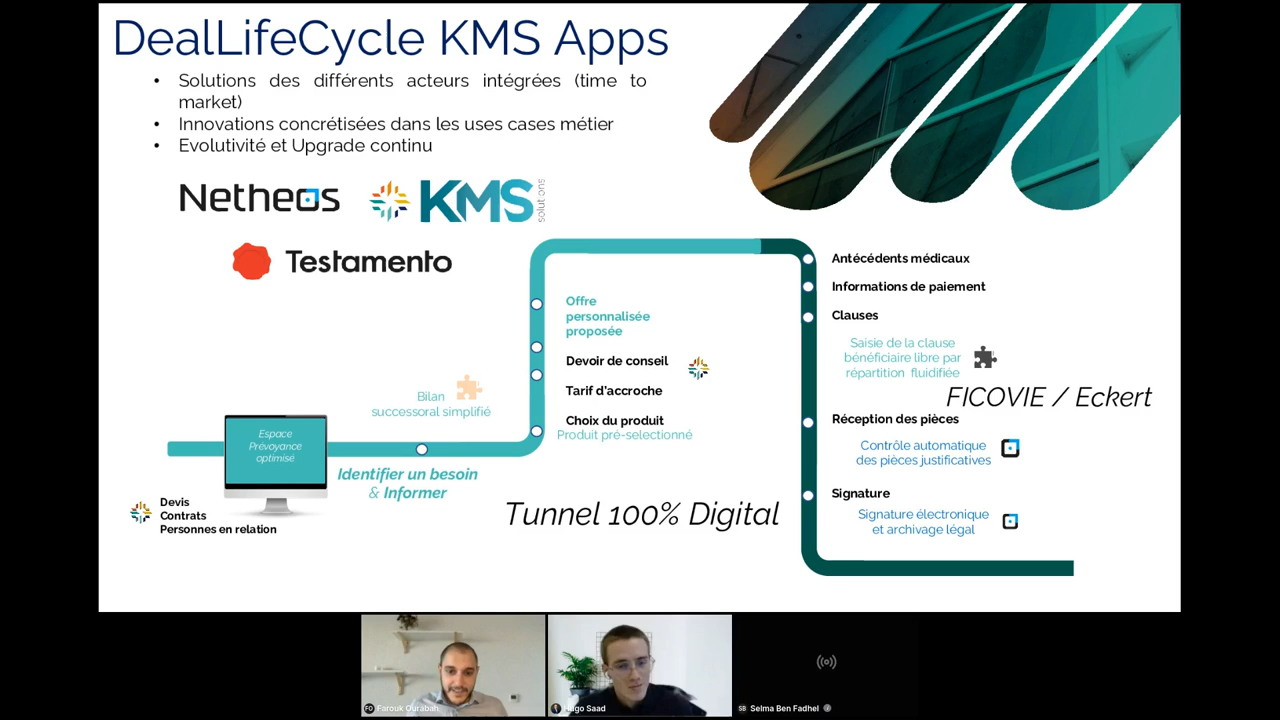 DealLifeCycle KMS Apps
• Solutions des différents acteurs intégrées (time to
market)
• Innovations concrétisées dans les uses cases métier
• Evolutivité et Upgrade continu
Netheos
KMS solutions
Testamento
Espace
Prévoyance
optimisé
Devis
Contrats
Personnes en relation
Bilan
successoral simplifié
Identifier un besoin
& Informer
Offre
personnalisée
proposée
Devoir de conseil
Tarif d'accroche
Choix du produit
Produit pré-selectionné
Tunnel 100% Digital
Antécédents médicaux
Informations de paiement
Clauses
Saisie de la clause
bénéficiaire libre par
répartition fluidifiée
FICOVIE / Eckert
Réception des pièces
Contrôle automatique
des pièces justificatives
Signature
Signature électronique
et archivage légal
FO Farouk Ouraban
Hugo Saad
SB Selma Ben Fadhel